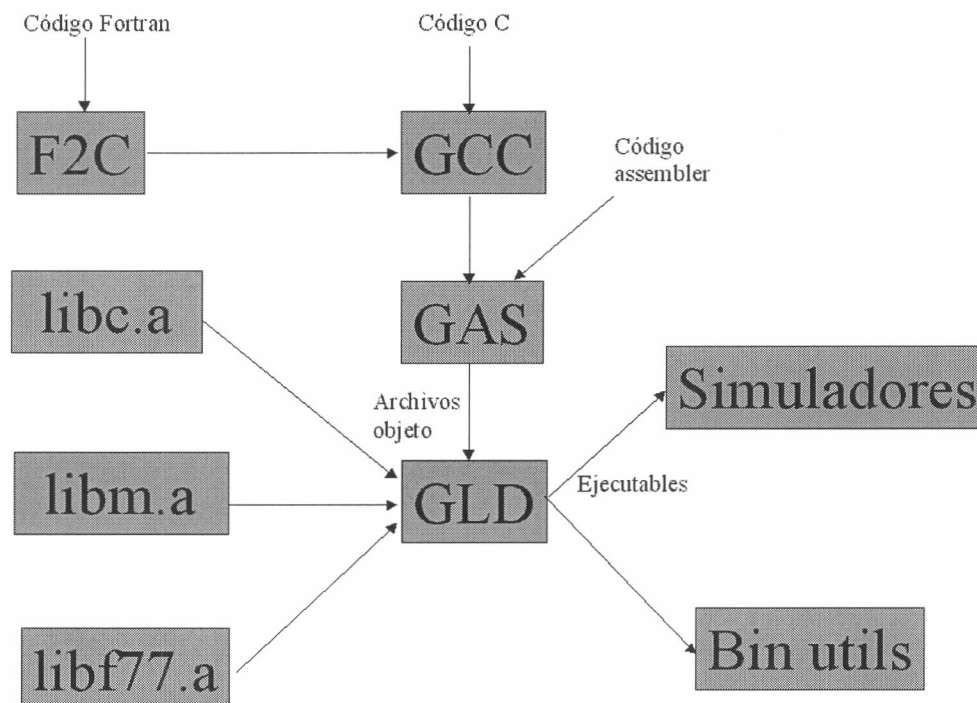 Código Fortran
Código C
F2C
GCC
Código
assembler
libc.a
GAS
Simuladores
Archivos
objeto
libm.a
GLD
Ejecutables
libf77.a
Bin utils